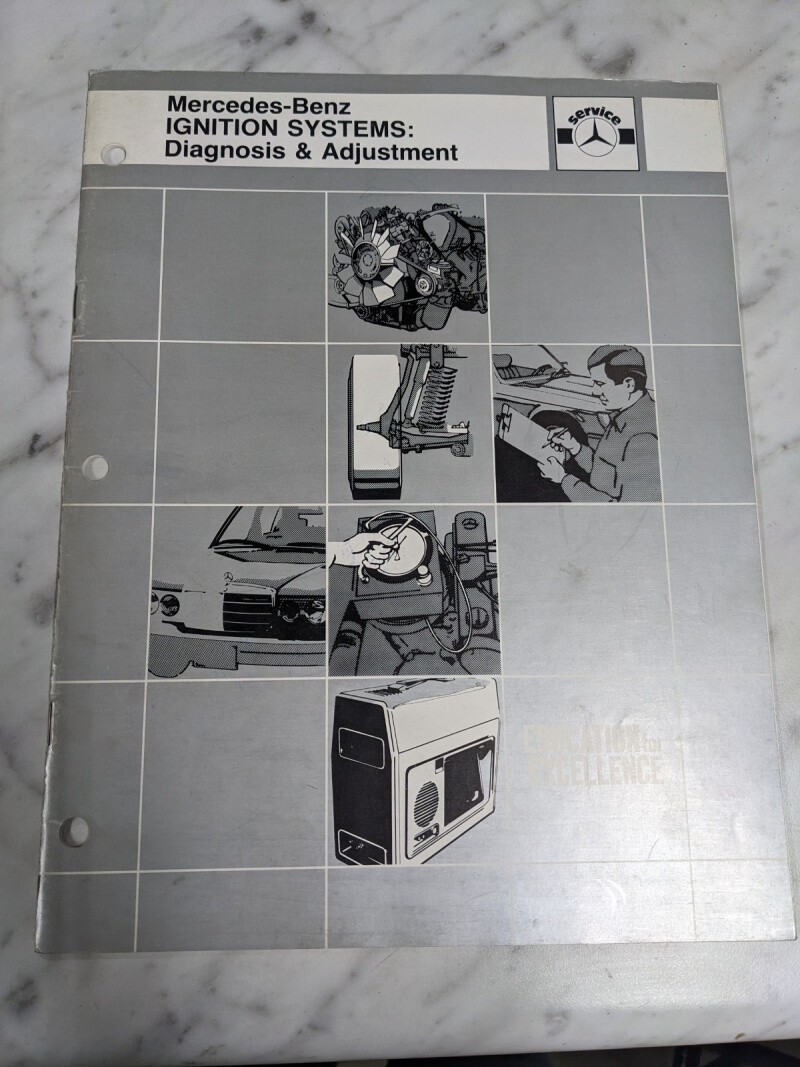 Mercedes-Benz
IGNITION SYSTEMS:
Diagnosis & Adjustment
service
EDUCATION for
EXCELLENCE